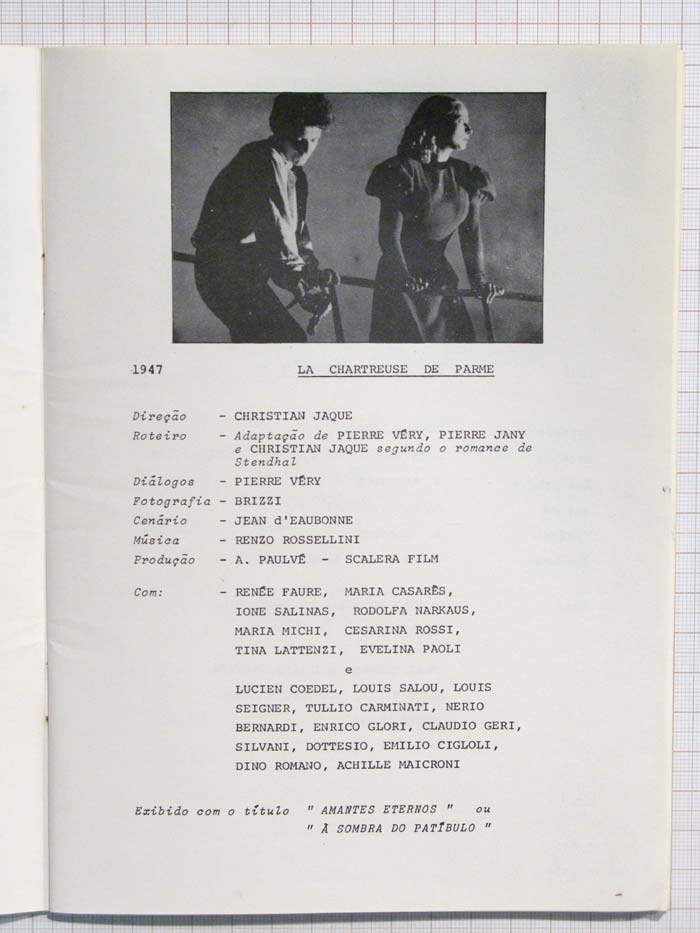 1947 LA CHARTREUSE DE PARME
Direção - CHRISTIAN JAQUE
Roteiro - Adaptação de PIERRE VÉRY, PIERRE JANY
e CHRISTIAN JAQUE segundo o romance de
Stendhal
Diálogos - PIERRE VÉRY
Fotografia - BRIZZI
Cenário - JEAN d'EAUBONNE
Música - RENZO ROSSELLINI
Produção - A. PAULVÉ - SCALERA FILM
Com: - RENÉE FAURE, MARIA CASARÈS,
IONE SALINAS, RODOLFA NARKAUS,
MARIA MICHI, CESARINA ROSSI,
TINA LATTENZI, EVELINA PAOLI
e
LUCIEN COEDEL, LOUIS SALOU, LOUIS
SEIGNER, TULLIO CARMINATI, NERIO
BERNARDI, ENRICO GLORI, CLAUDIO GERI,
SILVANI, DOTTESIO, EMILIO CIGLOLI,
DINO ROMANO, ACHILLE MAICRONI
Exibido com o título " AMANTES ETERNOS " ou
" À SOMBRA DO PATÍBULO "